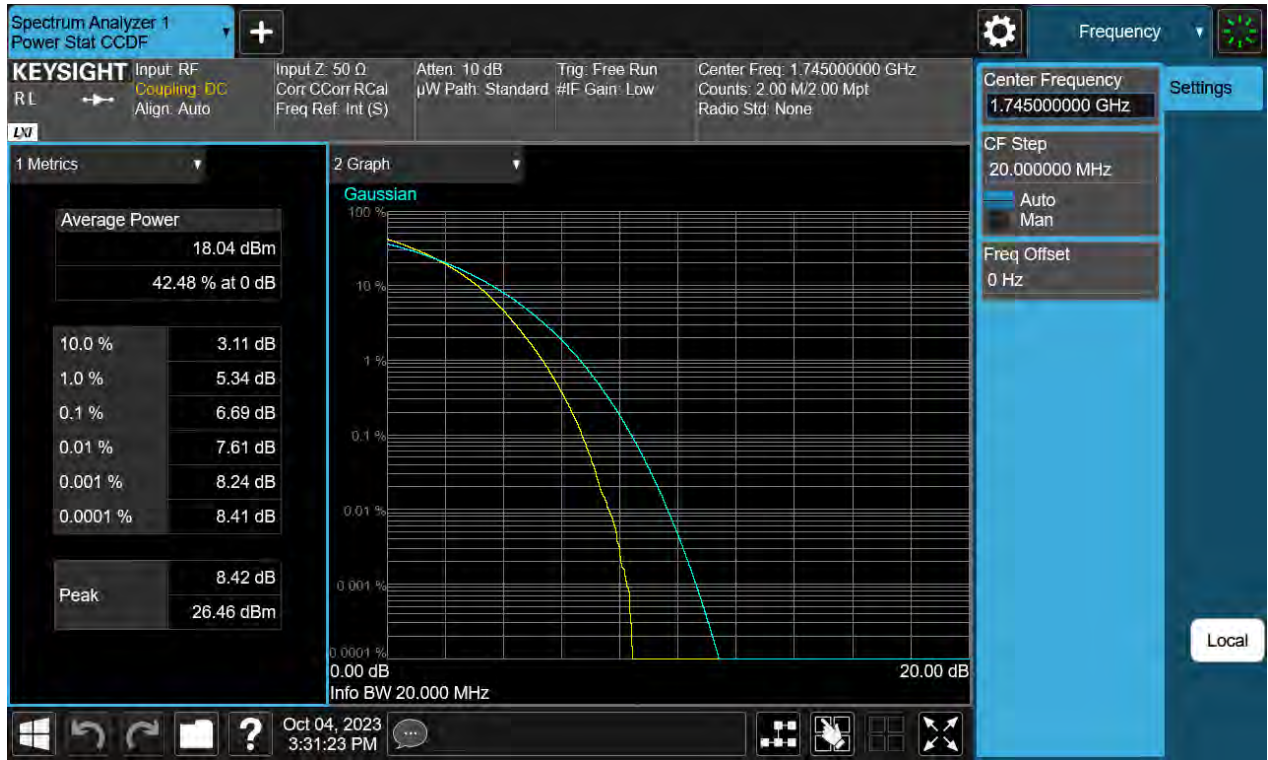 Spectrum Analyzer 1
Power Stat CCDF
Frequency
KEYSIGHT
RL
LXI
Input: RF
Coupling: DC
Align: Auto
Input Z: 50 Ω
Corr CCorr RCal
Freq Ref: Int (S)
Atten: 10 dB
µW Path: Standard
Trig: Free Run
#IF Gain: Low
Center Freq: 1.745000000 GHz
Counts: 2.00 M/2.00 Mpt
Radio Std: None
1 Metrics
Average Power
18.04 dBm
42.48 % at 0 dB
10.0 % 3.11 dB
1.0 % 5.34 dB
0.1 % 6.69 dB
0.01 % 7.61 dB
0.001 % 8.24 dB
0.0001 % 8.41 dB
Peak
8.42 dB
26.46 dBm
2 Graph
Gaussian
100 %
10 %
1 %
0.1 %
0.01 %
0.001 %
0.0001 %
0.00 dB 20.00 dB
Info BW 20.000 MHz
Center Frequency
1.745000000 GHz
Settings
CF Step
20.000000 MHz
Auto
Man
Freq Offset
0 Hz
Local
Oct 04, 2023
3:31:23 PM